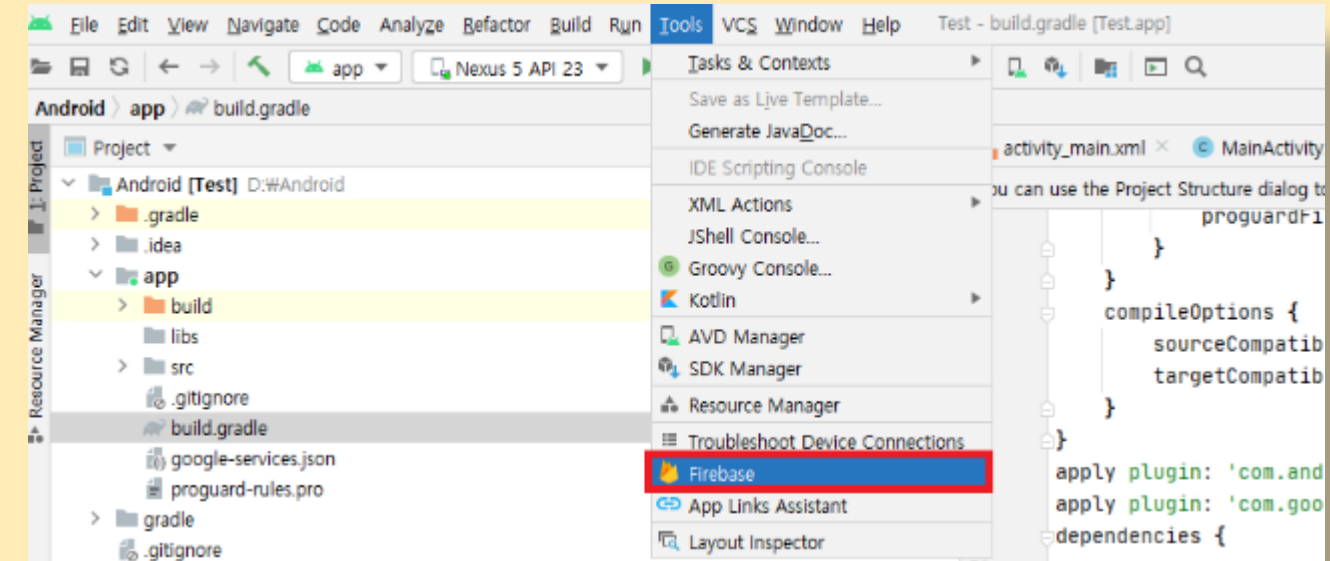 File Edit View Navigate Code Analyze Refactor Build Run Tools VCS Window Help Test - build.gradle [Test.app]
app Nexus 5 API 23
Android app build.gradle
1: Project
Resource Manager
Project
Android [Test] D:₩Android
.gradle
.idea
app
build
libs
src
.gitignore
build.gradle
google-services.json
proguard-rules.pro
gradle
.gitignore
Tasks & Contexts
Save as Live Template...
Generate JavaDoc...
IDE Scripting Console
XML Actions
JShell Console...
Groovy Console...
Kotlin
AVD Manager
SDK Manager
Resource Manager
Troubleshoot Device Connections
Firebase
App Links Assistant
Layout Inspector
activity_main.xml MainActivity
ou can use the Project Structure dialog to
proguardFi
}
}
compileOptions {
sourceCompatib
targetCompatib
}
}
apply plugin: 'com.and
apply plugin: 'com.goo
dependencies {